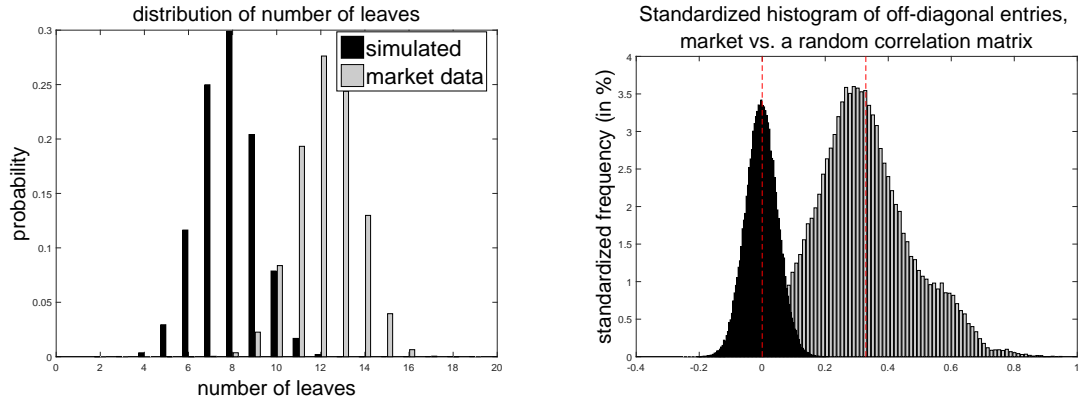 distribution of number of leaves
0.3
0.25
0.2
0.15
0.1
0.05
0
probability
simulated
market data
0 2 4 6 8 10 12 14 16 18 20
number of leaves
Standardized histogram of off-diagonal entries,
market vs. a random correlation matrix
4
3.5
3
2.5
2
1.5
1
0.5
0
standardized frequency (in %)
-0.4 -0.2 0 0.2 0.4 0.6 0.8 1